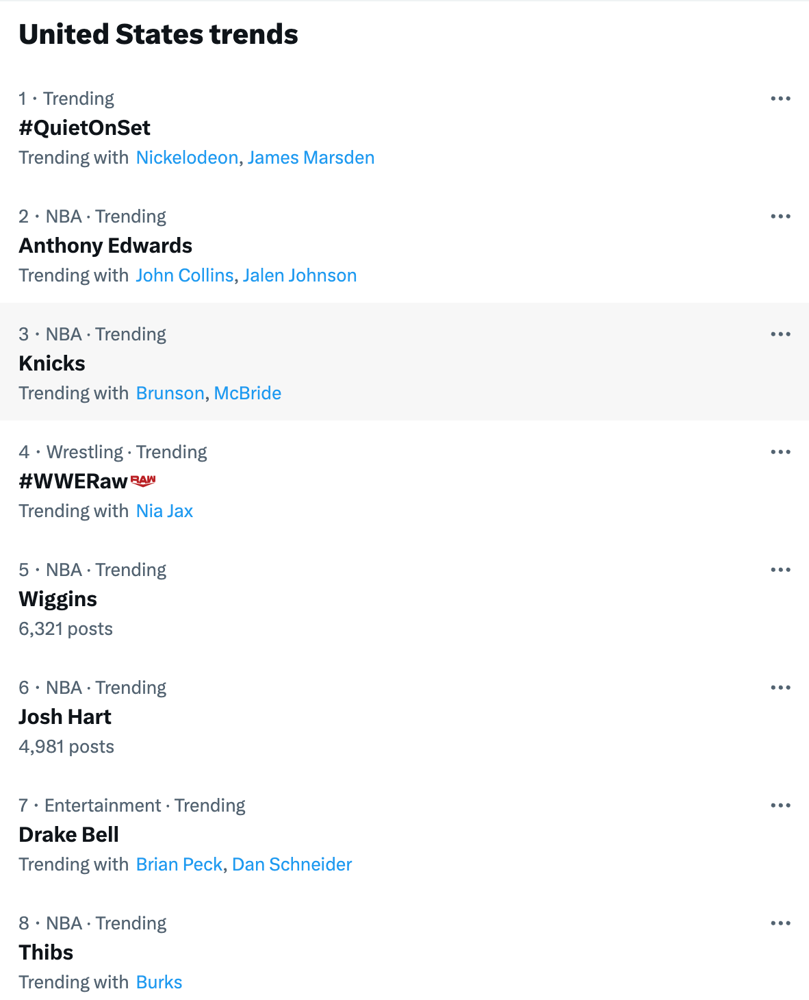 United States trends
1 · Trending
#QuietOnSet
Trending with Nickelodeon, James Marsden
2 · NBA · Trending
Anthony Edwards
Trending with John Collins, Jalen Johnson
3 · NBA · Trending
Knicks
Trending with Brunson, McBride
4 · Wrestling · Trending
#WWERaw RAW
Trending with Nia Jax
5 · NBA · Trending
Wiggins
6,321 posts
6 · NBA · Trending
Josh Hart
4,981 posts
7 · Entertainment · Trending
Drake Bell
Trending with Brian Peck, Dan Schneider
8 · NBA · Trending
Thibs
Trending with Burks